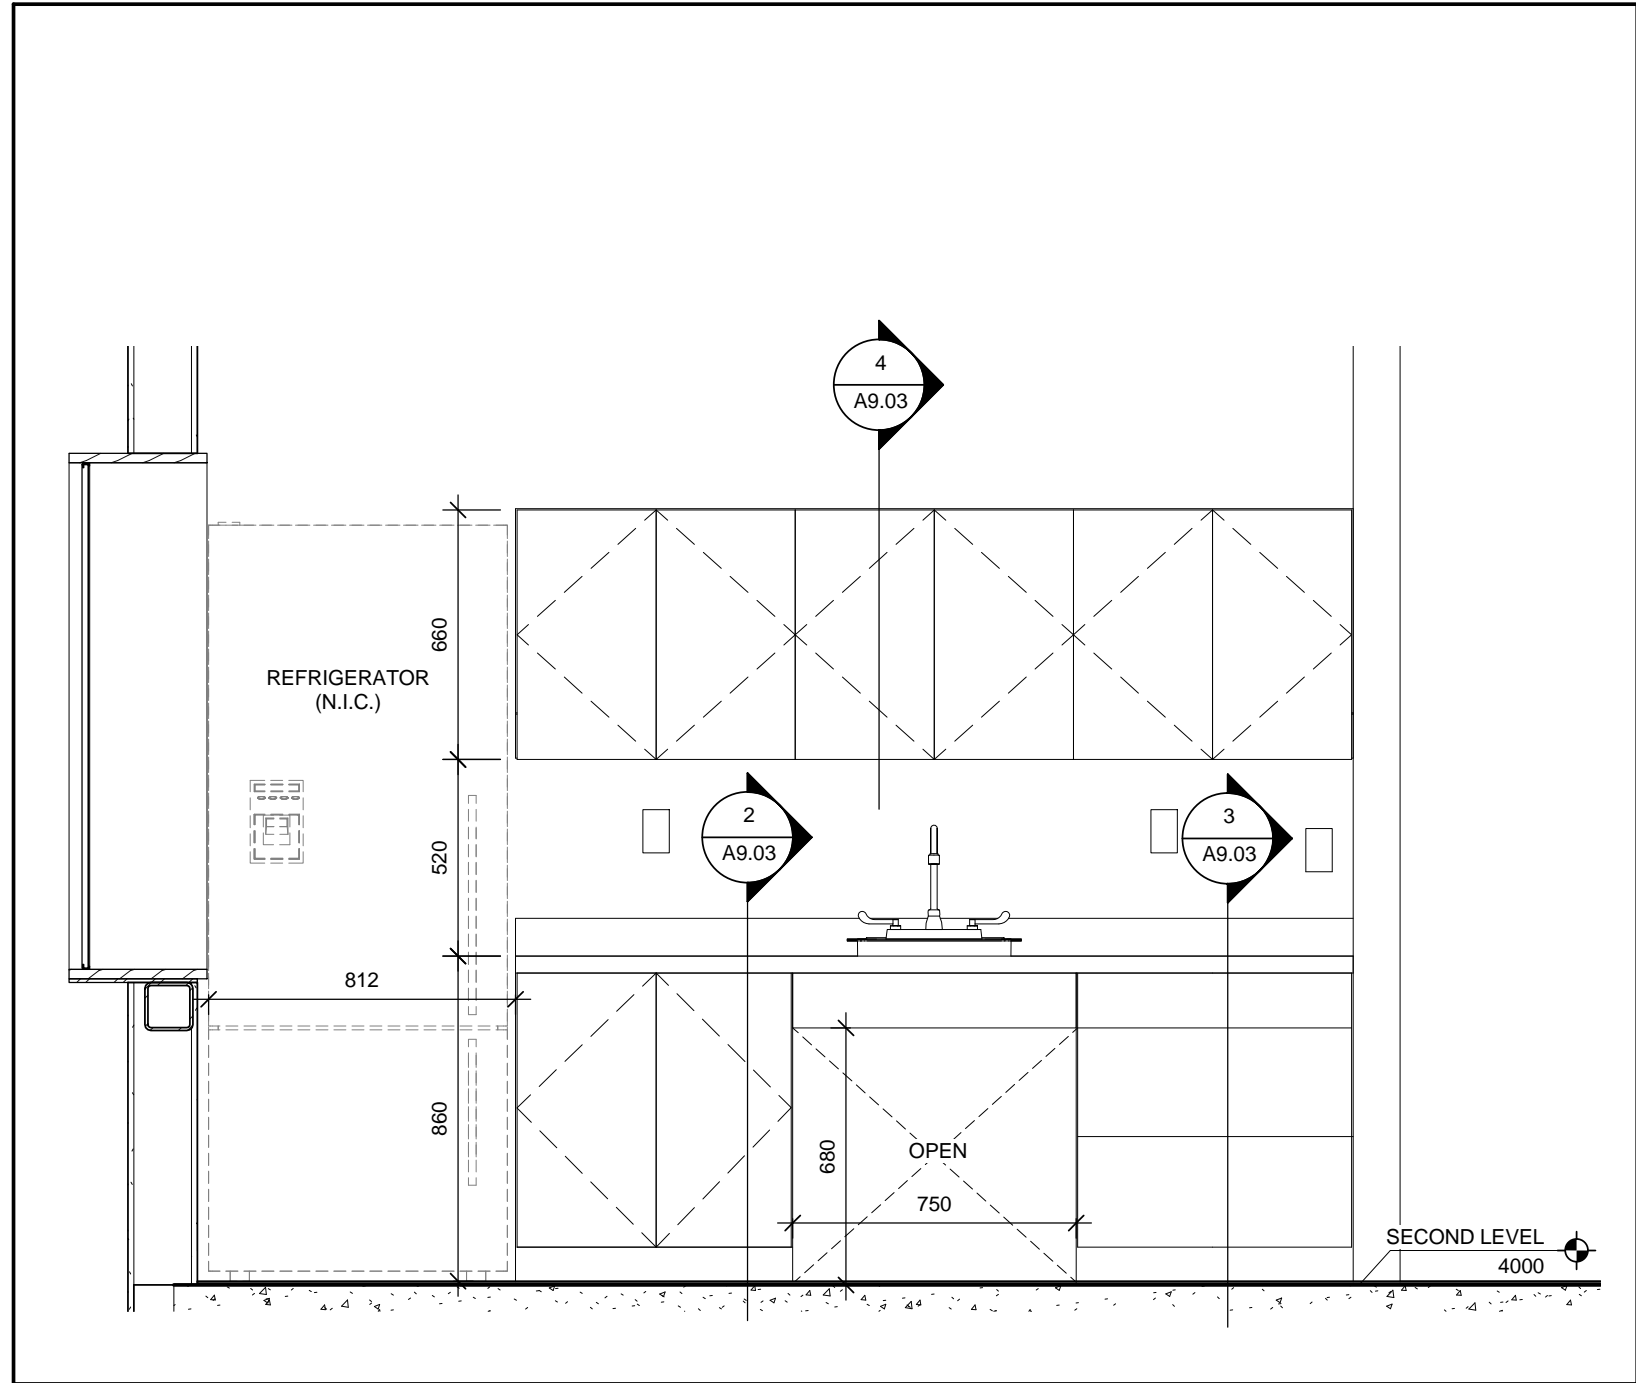 4
A9.03
660
REFRIGERATOR
(N.I.C.)
2
A9.03
3
A9.03
520
812
860
680
OPEN
750
SECOND LEVEL
4000